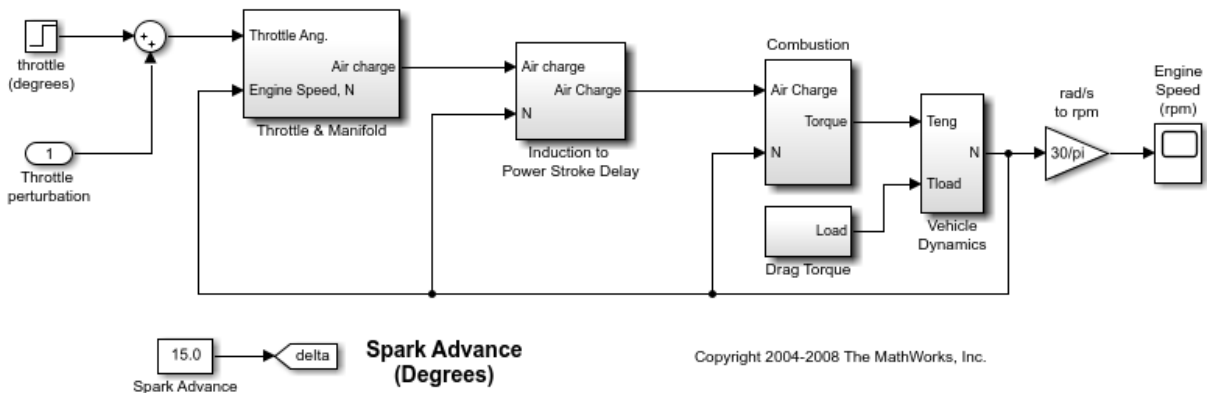 throttle
(degrees)
++
1
Throttle
perturbation
Throttle Ang.
Air charge
Engine Speed, N
Throttle & Manifold
Air charge
Air Charge
N
Induction to
Power Stroke Delay
Combustion
Air Charge
Torque
N
Load
Drag Torque
Teng
N
Tload
Vehicle
Dynamics
rad/s
to rpm
30/pi
Engine
Speed
(rpm)
15.0
Spark Advance
delta
Spark Advance
(Degrees)
Copyright 2004-2008 The MathWorks, Inc.